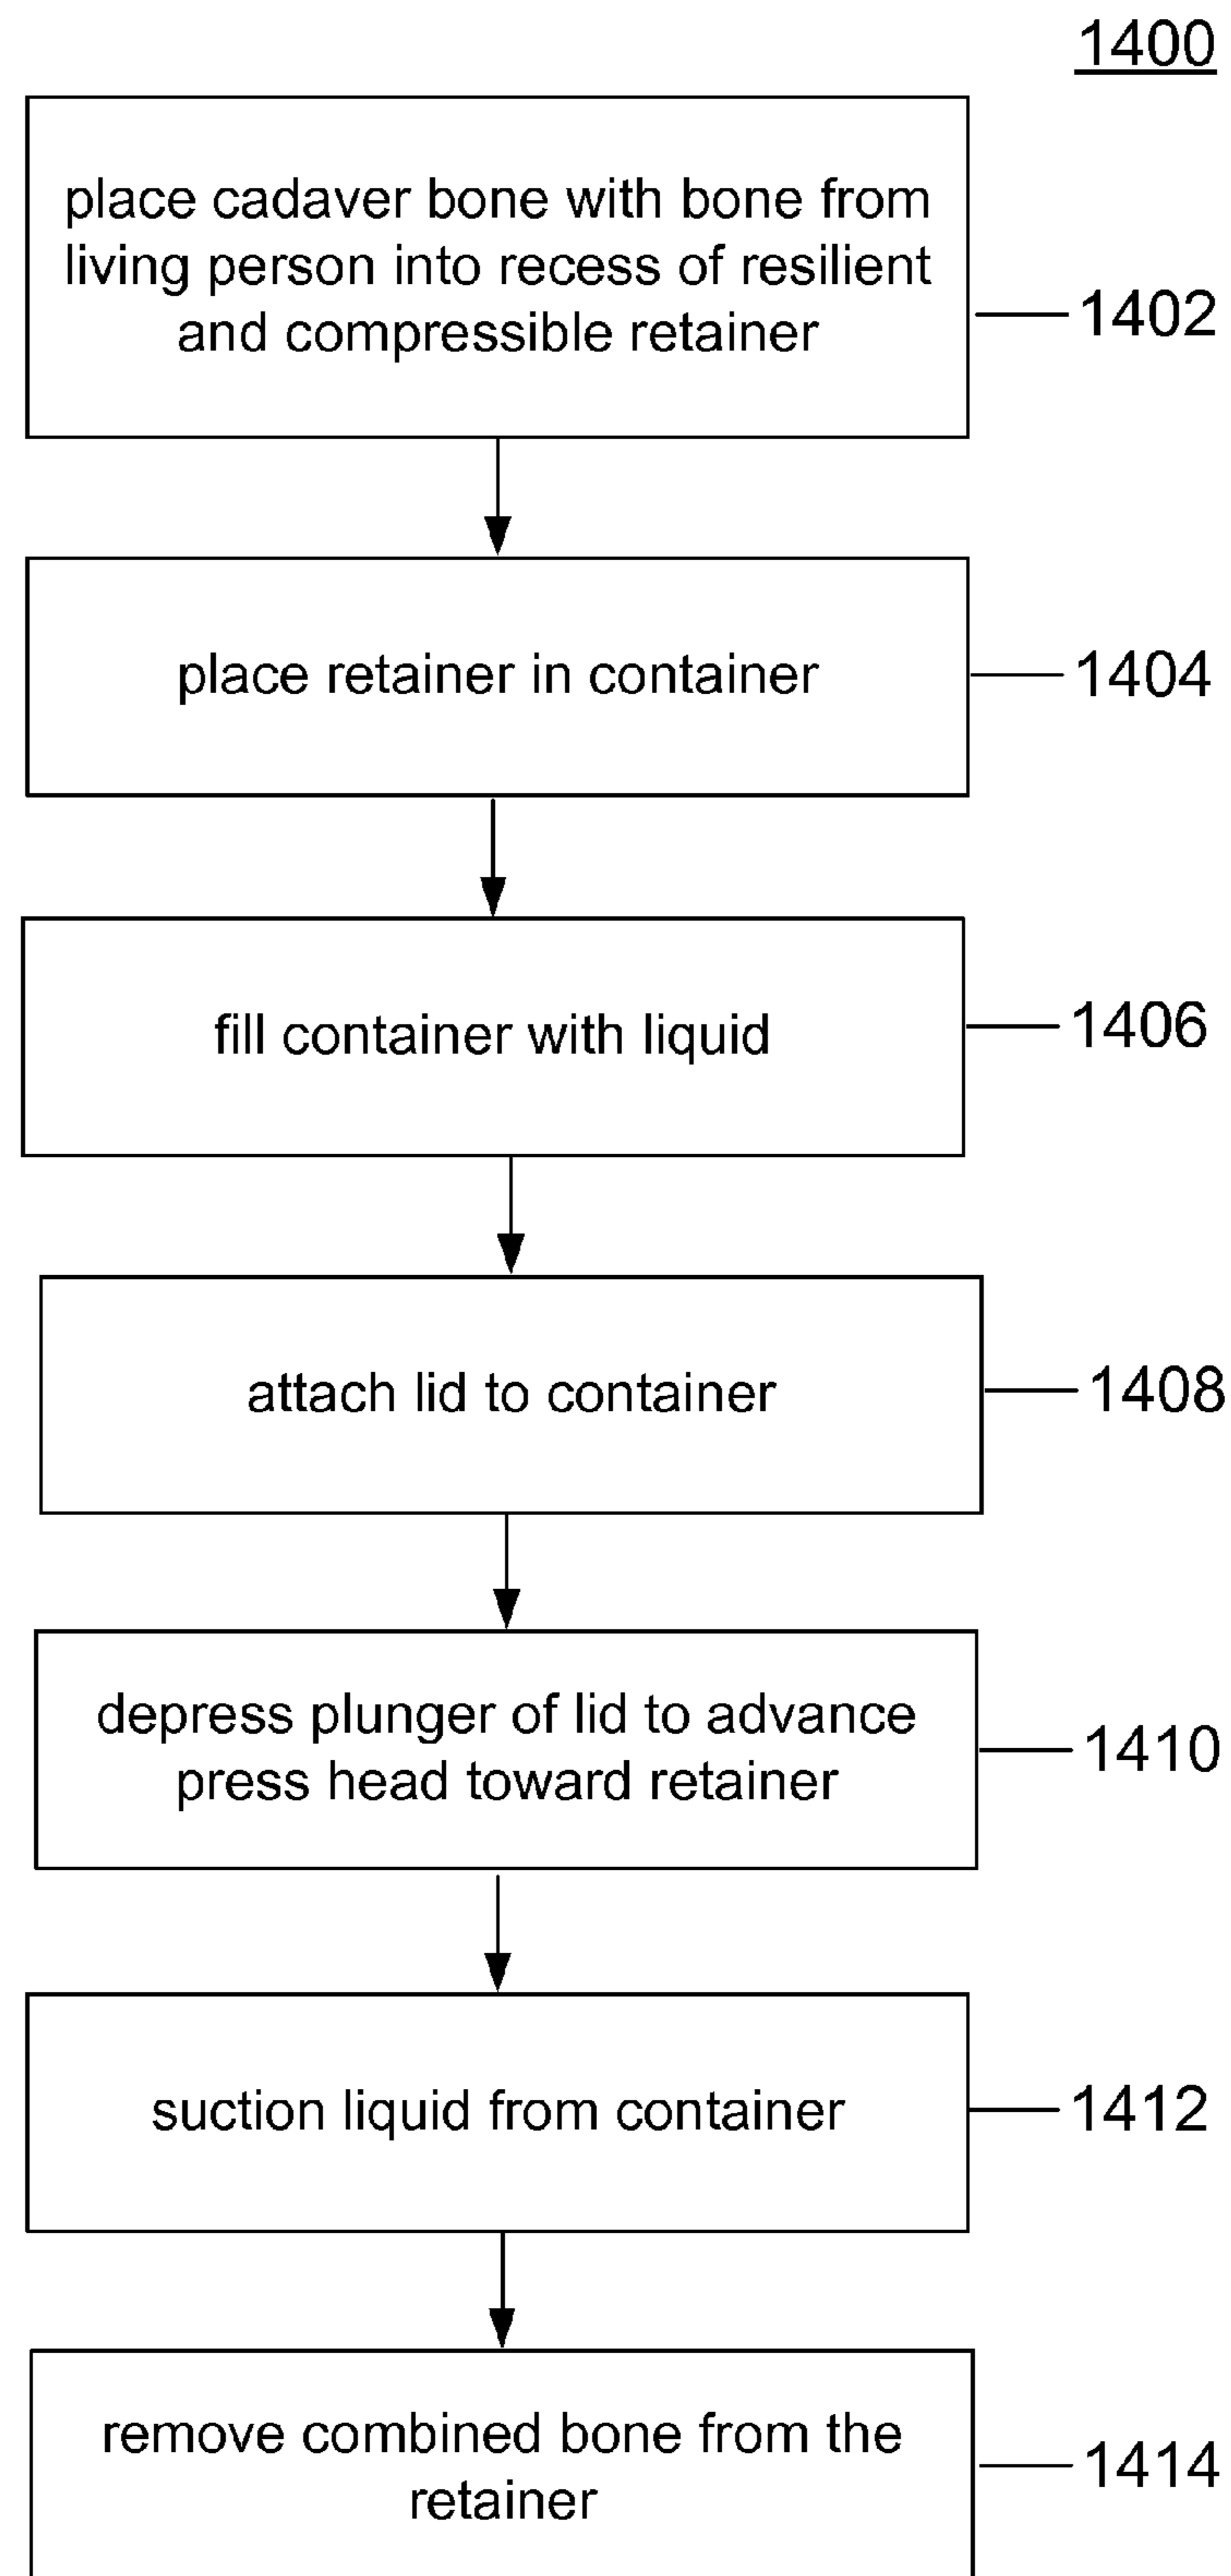 1400
place cadaver bone with bone from
living person into recess of resilient
and compressible retainer
1402
place retainer in container
1404
fill container with liquid
1406
attach lid to container
1408
depress plunger of lid to advance
press head toward retainer
1410
suction liquid from container
1412
remove combined bone from the
retainer
1414